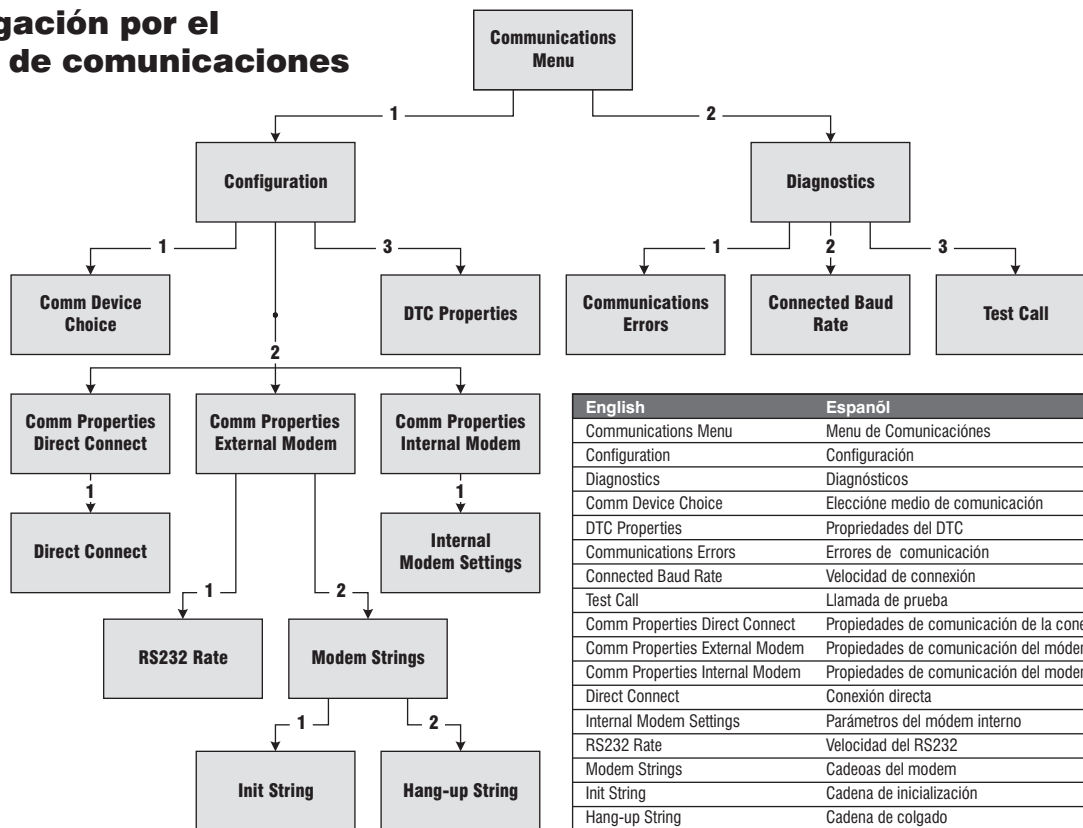 gación por el
de comunicaciones
Communications
Menu
1
2
Configuration
Diagnostics
1
3
1
2
3
Comm Device
Choice
DTC Properties
Communications
Errors
Connected Baud
Rate
Test Call
2
Comm Properties
Direct Connect
Comm Properties
External Modem
Comm Properties
Internal Modem
1
1
Direct Connect
Internal
Modem Settings
1
2
RS232 Rate
Modem Strings
1
2
Init String
Hang-up String
English Espanõl
Communications Menu Menu de Comunicaciónes
Configuration Configuración
Diagnostics Diagnósticos
Comm Device Choice Eleccióne medio de comunicación
DTC Properties Propriedades del DTC
Communications Errors Errores de comunicación
Connected Baud Rate Velocidad de connexión
Test Call Llamada de prueba
Comm Properties Direct Connect Propiedades de comunicación de la cone
Comm Properties External Modem Propiedades de comunicación del móden
Comm Properties Internal Modem Propiedades de comunicación del moden
Direct Connect Conexión directa
Internal Modem Settings Parámetros del módem interno
RS232 Rate Velocidad del RS232
Modem Strings Cadeoas del modem
Init String Cadena de inicialización
Hang-up String Cadena de colgado